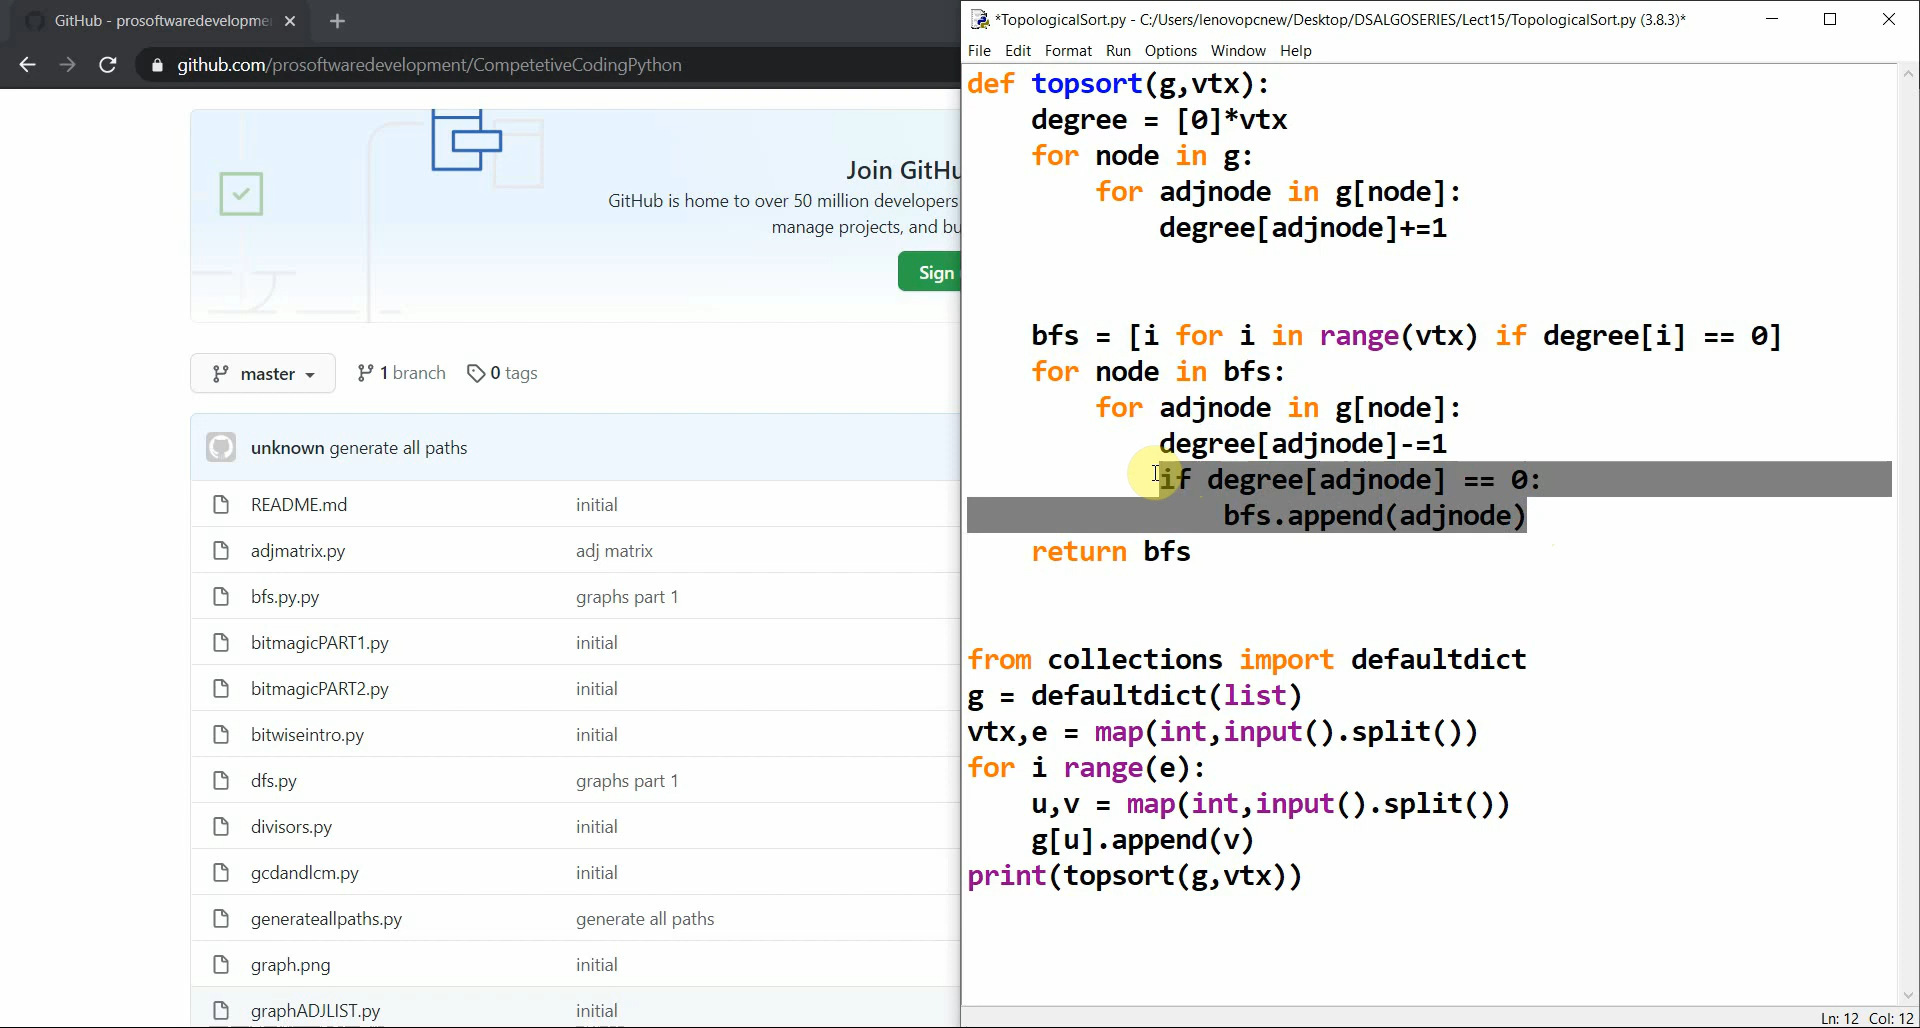 GitHub - prosoftwaredevelopme
github.com/prosoftwaredevelopment/CompetetiveCodingPython
Join GitHu
GitHub is home to over 50 million developers
manage projects, and bu
Sign
master
1 branch
0 tags
unknown generate all paths
README.md initial
adjmatrix.py adj matrix
bfs.py.py graphs part 1
bitmagicPART1.py initial
bitmagicPART2.py initial
bitwiseintro.py initial
dfs.py graphs part 1
divisors.py initial
gcdandlcm.py initial
generateallpaths.py generate all paths
graph.png initial
graphADJLIST.py initial
*TopologicalSort.py - C:/Users/lenovopcnew/Desktop/DSALGOSERIES/Lect15/TopologicalSort.py (3.8.3)*
File Edit Format Run Options Window Help
def topsort(g,vtx):
    degree = [0]*vtx
    for node in g:
        for adjnode in g[node]:
            degree[adjnode]+=1
    bfs = [i for i in range(vtx) if degree[i] == 0]
    for node in bfs:
        for adjnode in g[node]:
            degree[adjnode]-=1
            if degree[adjnode] == 0:
                bfs.append(adjnode)
    return bfs
from collections import defaultdict
g = defaultdict(list)
vtx,e = map(int,input().split())
for i range(e):
    u,v = map(int,input().split())
    g[u].append(v)
print(topsort(g,vtx))
Ln: 12 Col: 12